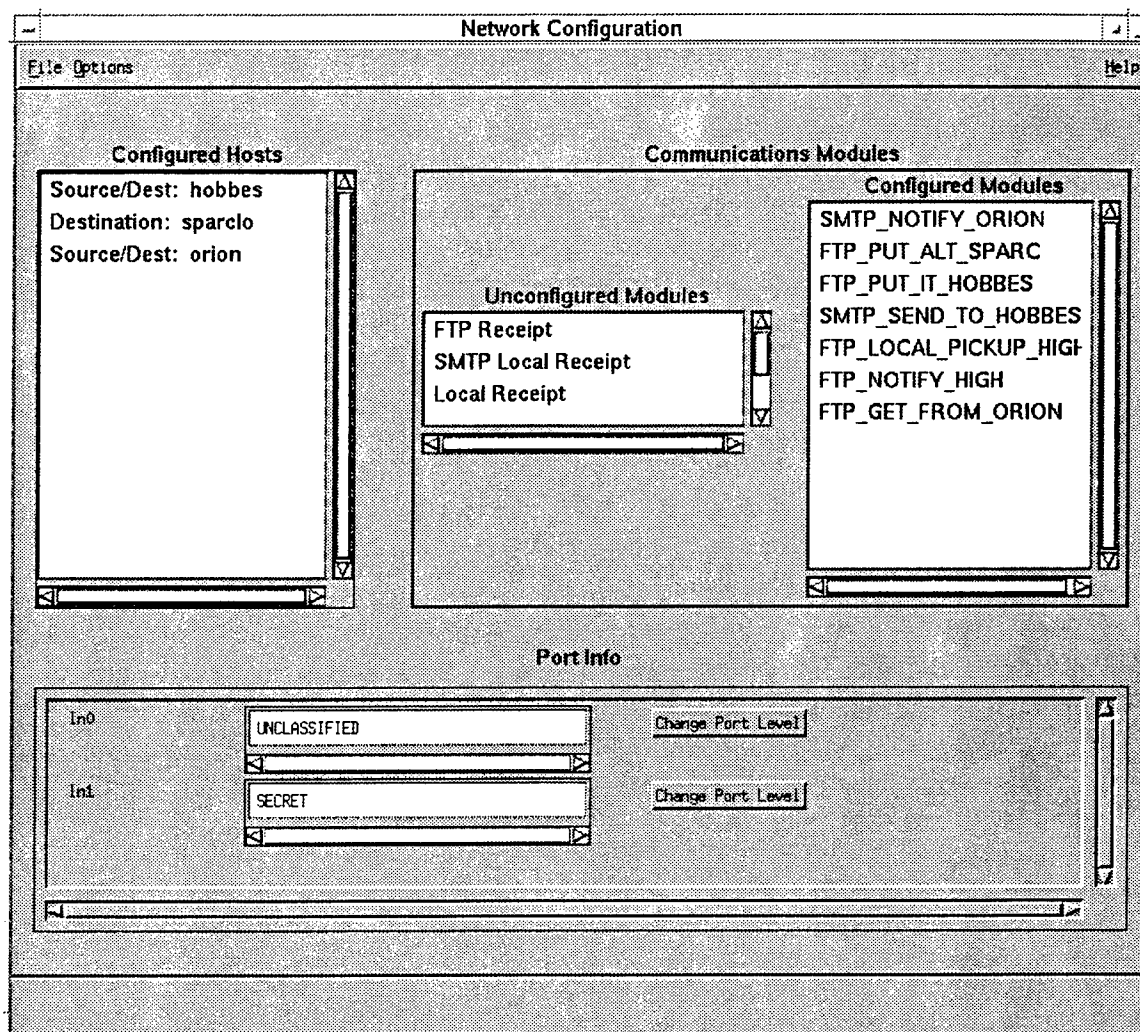 Network Configuration
File Options Help
Configured Hosts
Source/Dest: hobbes
Destination: sparclo
Source/Dest: orion
Communications Modules
Unconfigured Modules
FTP Receipt
SMTP Local Receipt
Local Receipt
Configured Modules
SMTP_NOTIFY_ORION
FTP_PUT_ALT_SPARC
FTP_PUT_IT_HOBBES
SMTP_SEND_TO_HOBBES
FTP_LOCAL_PICKUP_HIGH
FTP_NOTIFY_HIGH
FTP_GET_FROM_ORION
Port Info
In0 UNCLASSIFIED Change Port Level
In1 SECRET Change Port Level